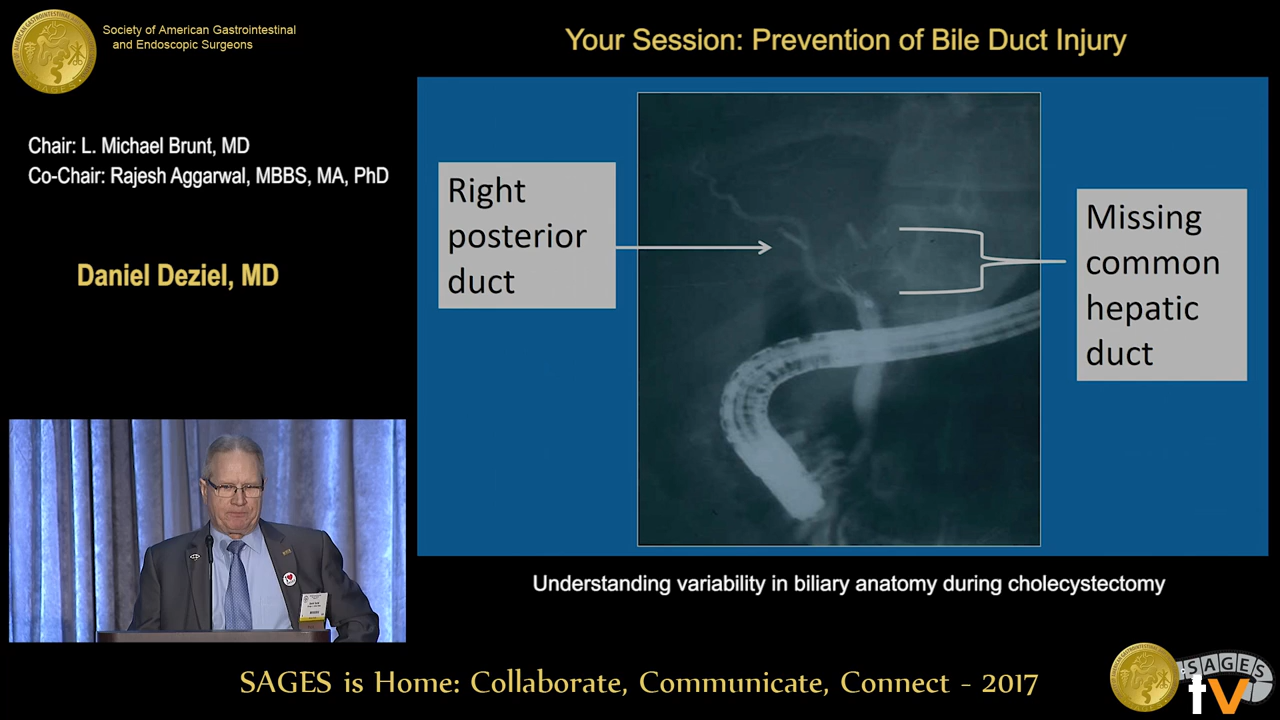 Society of American Gastrointestinal
and Endoscopic Surgeons
Your Session: Prevention of Bile Duct Injury
Chair: L. Michael Brunt, MD
Co-Chair: Rajesh Aggarwal, MBBS, MA, PhD
Daniel Deziel, MD
Right
posterior
duct
Missing
common
hepatic
duct
Understanding variability in biliary anatomy during cholecystectomy
SAGES is Home: Collaborate, Communicate, Connect - 2017
SAGES
tv